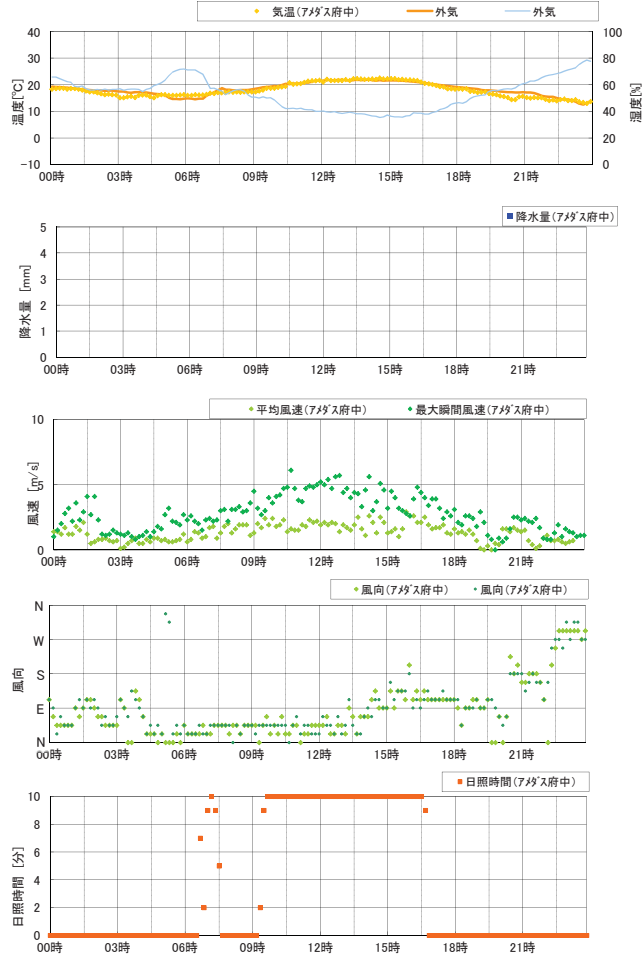 気温(アメダス府中) 外気 外気
40 100
30 80
20 60
10 40
0 20
-10 0
温度[℃]
湿度[%]
00時 03時 06時 09時 12時 15時 18時 21時
降水量(アメダス府中)
5
4
3
2
1
0
降水量 [mm]
00時 03時 06時 09時 12時 15時 18時 21時
平均風速(アメダス府中) 最大瞬間風速(アメダス府中)
10
5
0
風速 [m/s]
00時 03時 06時 09時 12時 15時 18時 21時
風向(アメダス府中) 風向(アメダス府中)
N
W
S
E
N
風向
00時 03時 06時 09時 12時 15時 18時 21時
日照時間(アメダス府中)
10
8
6
4
2
0
日照時間 [分]
00時 03時 06時 09時 12時 15時 18時 21時